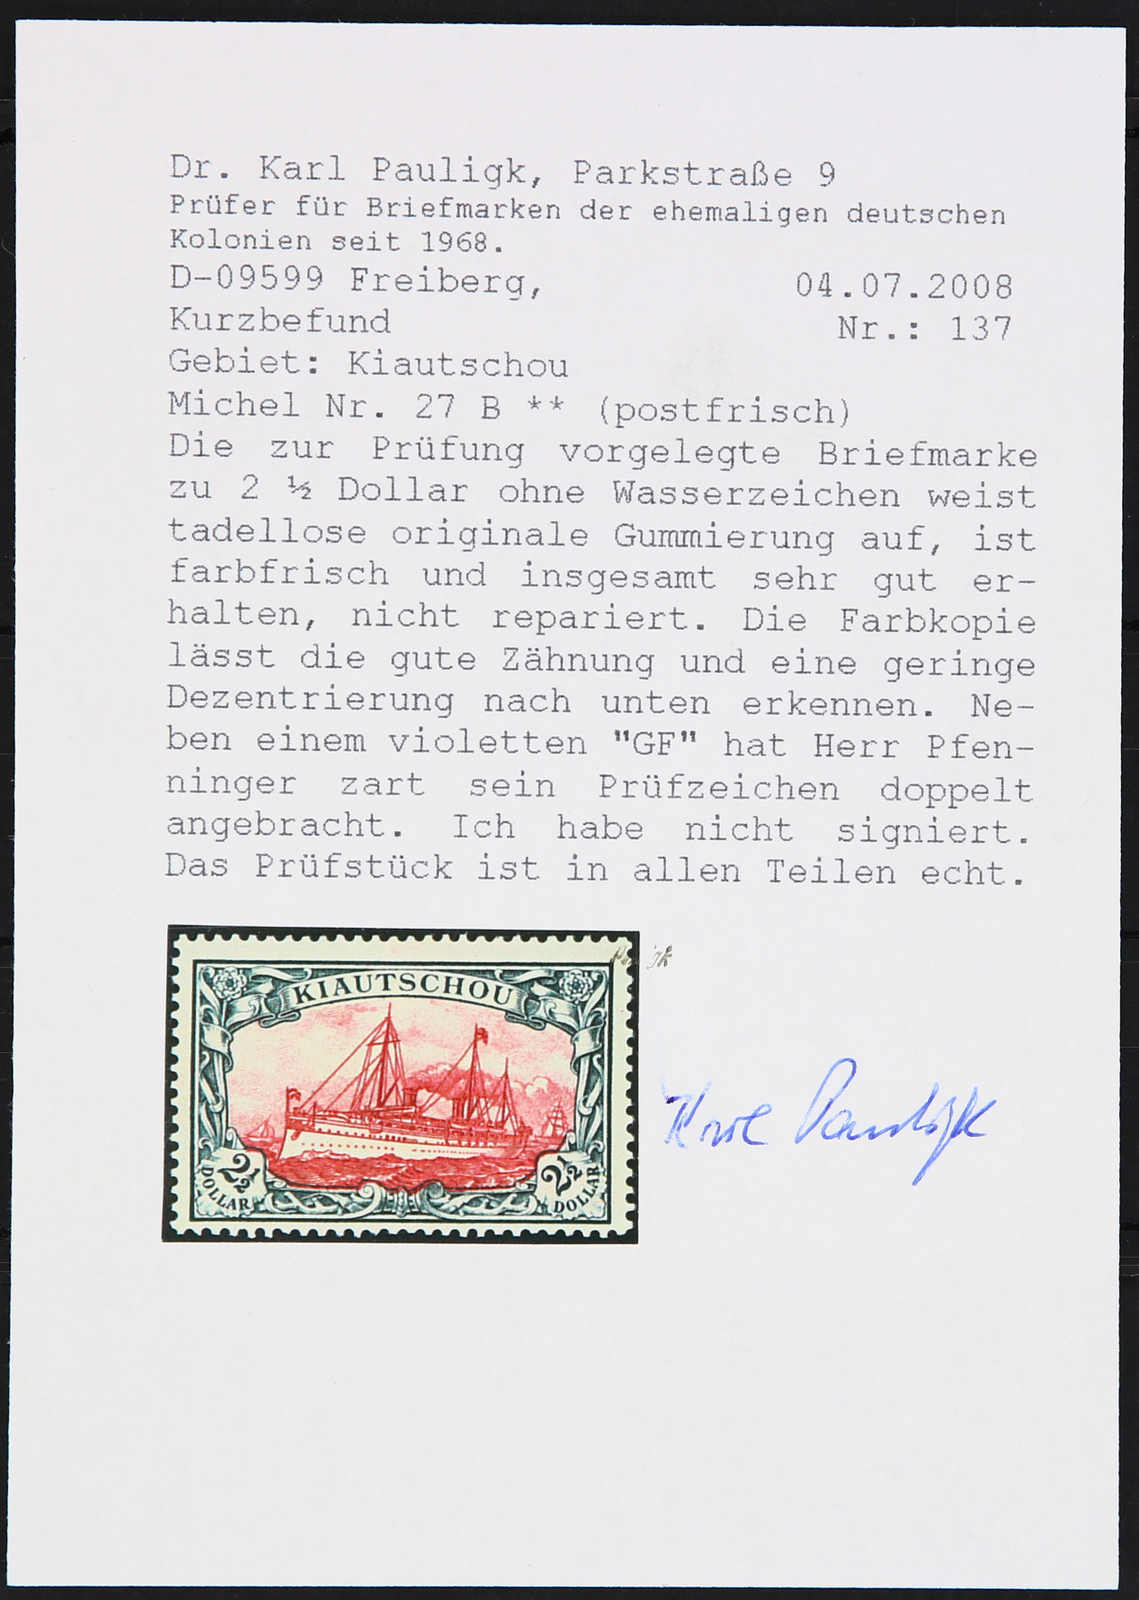 Dr. Karl Pauligk, Parkstraße 9
Prüfer für Briefmarken der ehemaligen deutschen
Kolonien seit 1968.
D-09599 Freiberg, 04.07.2008
Kurzbefund Nr.: 137
Gebiet: Kiautschou
Michel Nr. 27 B ** (postfrisch)
Die zur Prüfung vorgelegte Briefmarke
zu 2 ½ Dollar ohne Wasserzeichen weist
tadellose originale Gummierung auf, ist
farbfrisch und insgesamt sehr gut er-
halten, nicht repariert. Die Farbkopie
lässt die gute Zähnung und eine geringe
Dezentrierung nach unten erkennen. Ne-
ben einem violetten "GF" hat Herr Pfen-
ninger zart sein Prüfzeichen doppelt
angebracht. Ich habe nicht signiert.
Das Prüfstück ist in allen Teilen echt.
Pauligk
KIAUTSCHOU
2½ DOLLAR
2½ DOLLAR
Karl Pauligk